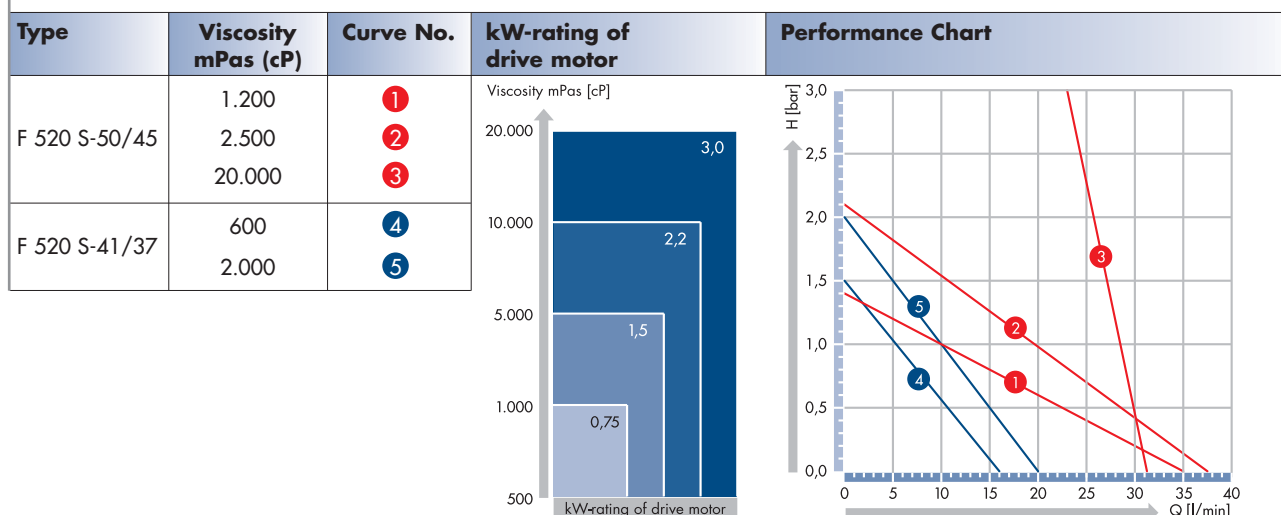 Type
Viscosity
mPas (cP)
Curve No.
kW-rating of
drive motor
Performance Chart
F 520 S-50/45
1.200
1
2.500
2
20.000
3
F 520 S-41/37
600
4
2.000
5
Viscosity mPas [cP]
20.000
10.000
5.000
1.000
500
3,0
2,2
1,5
0,75
kW-rating of drive motor
H [bar]
3,0
2,5
2,0
1,5
1,0
0,5
0,0
3
5
2
4
1
0 5 10 15 20 25 30 35 40
Q [l/min]